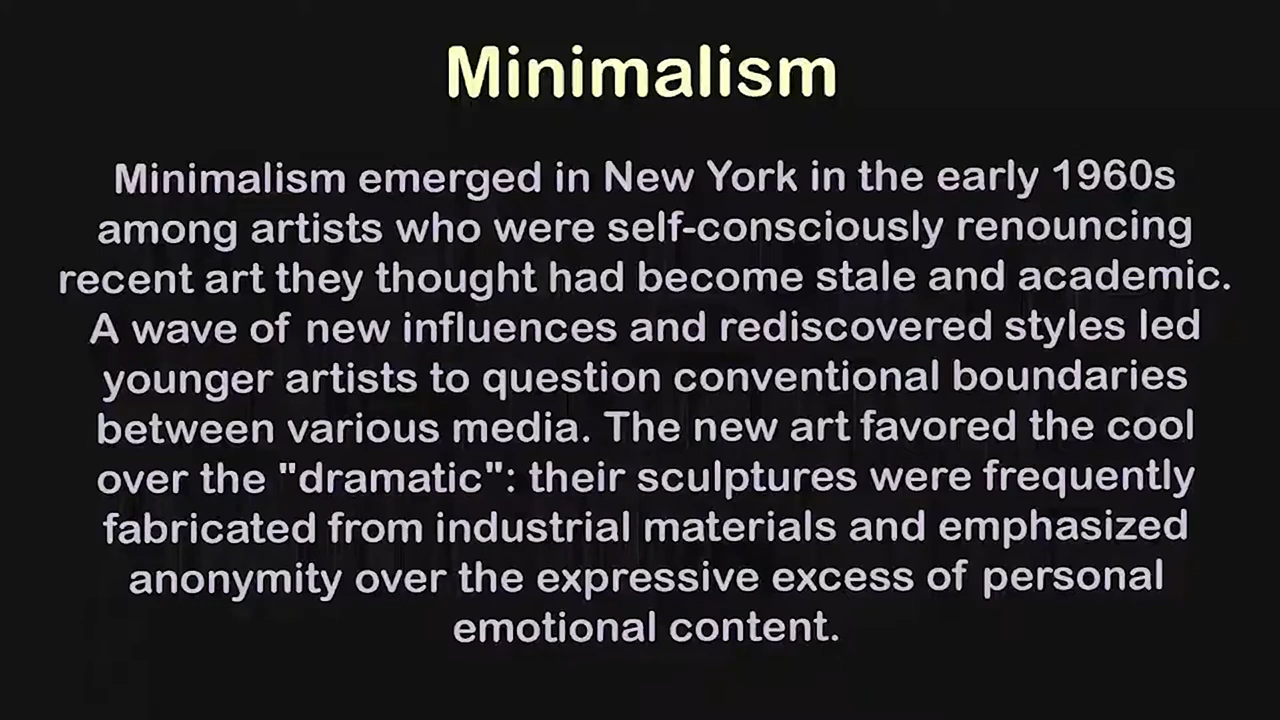 Minimalism
Minimalism emerged in New York in the early 1960s
among artists who were self-consciously renouncing
recent art they thought had become stale and academic.
A wave of new influences and rediscovered styles led
younger artists to question conventional boundaries
between various media. The new art favored the cool
over the "dramatic": their sculptures were frequently
fabricated from industrial materials and emphasized
anonymity over the expressive excess of personal
emotional content.